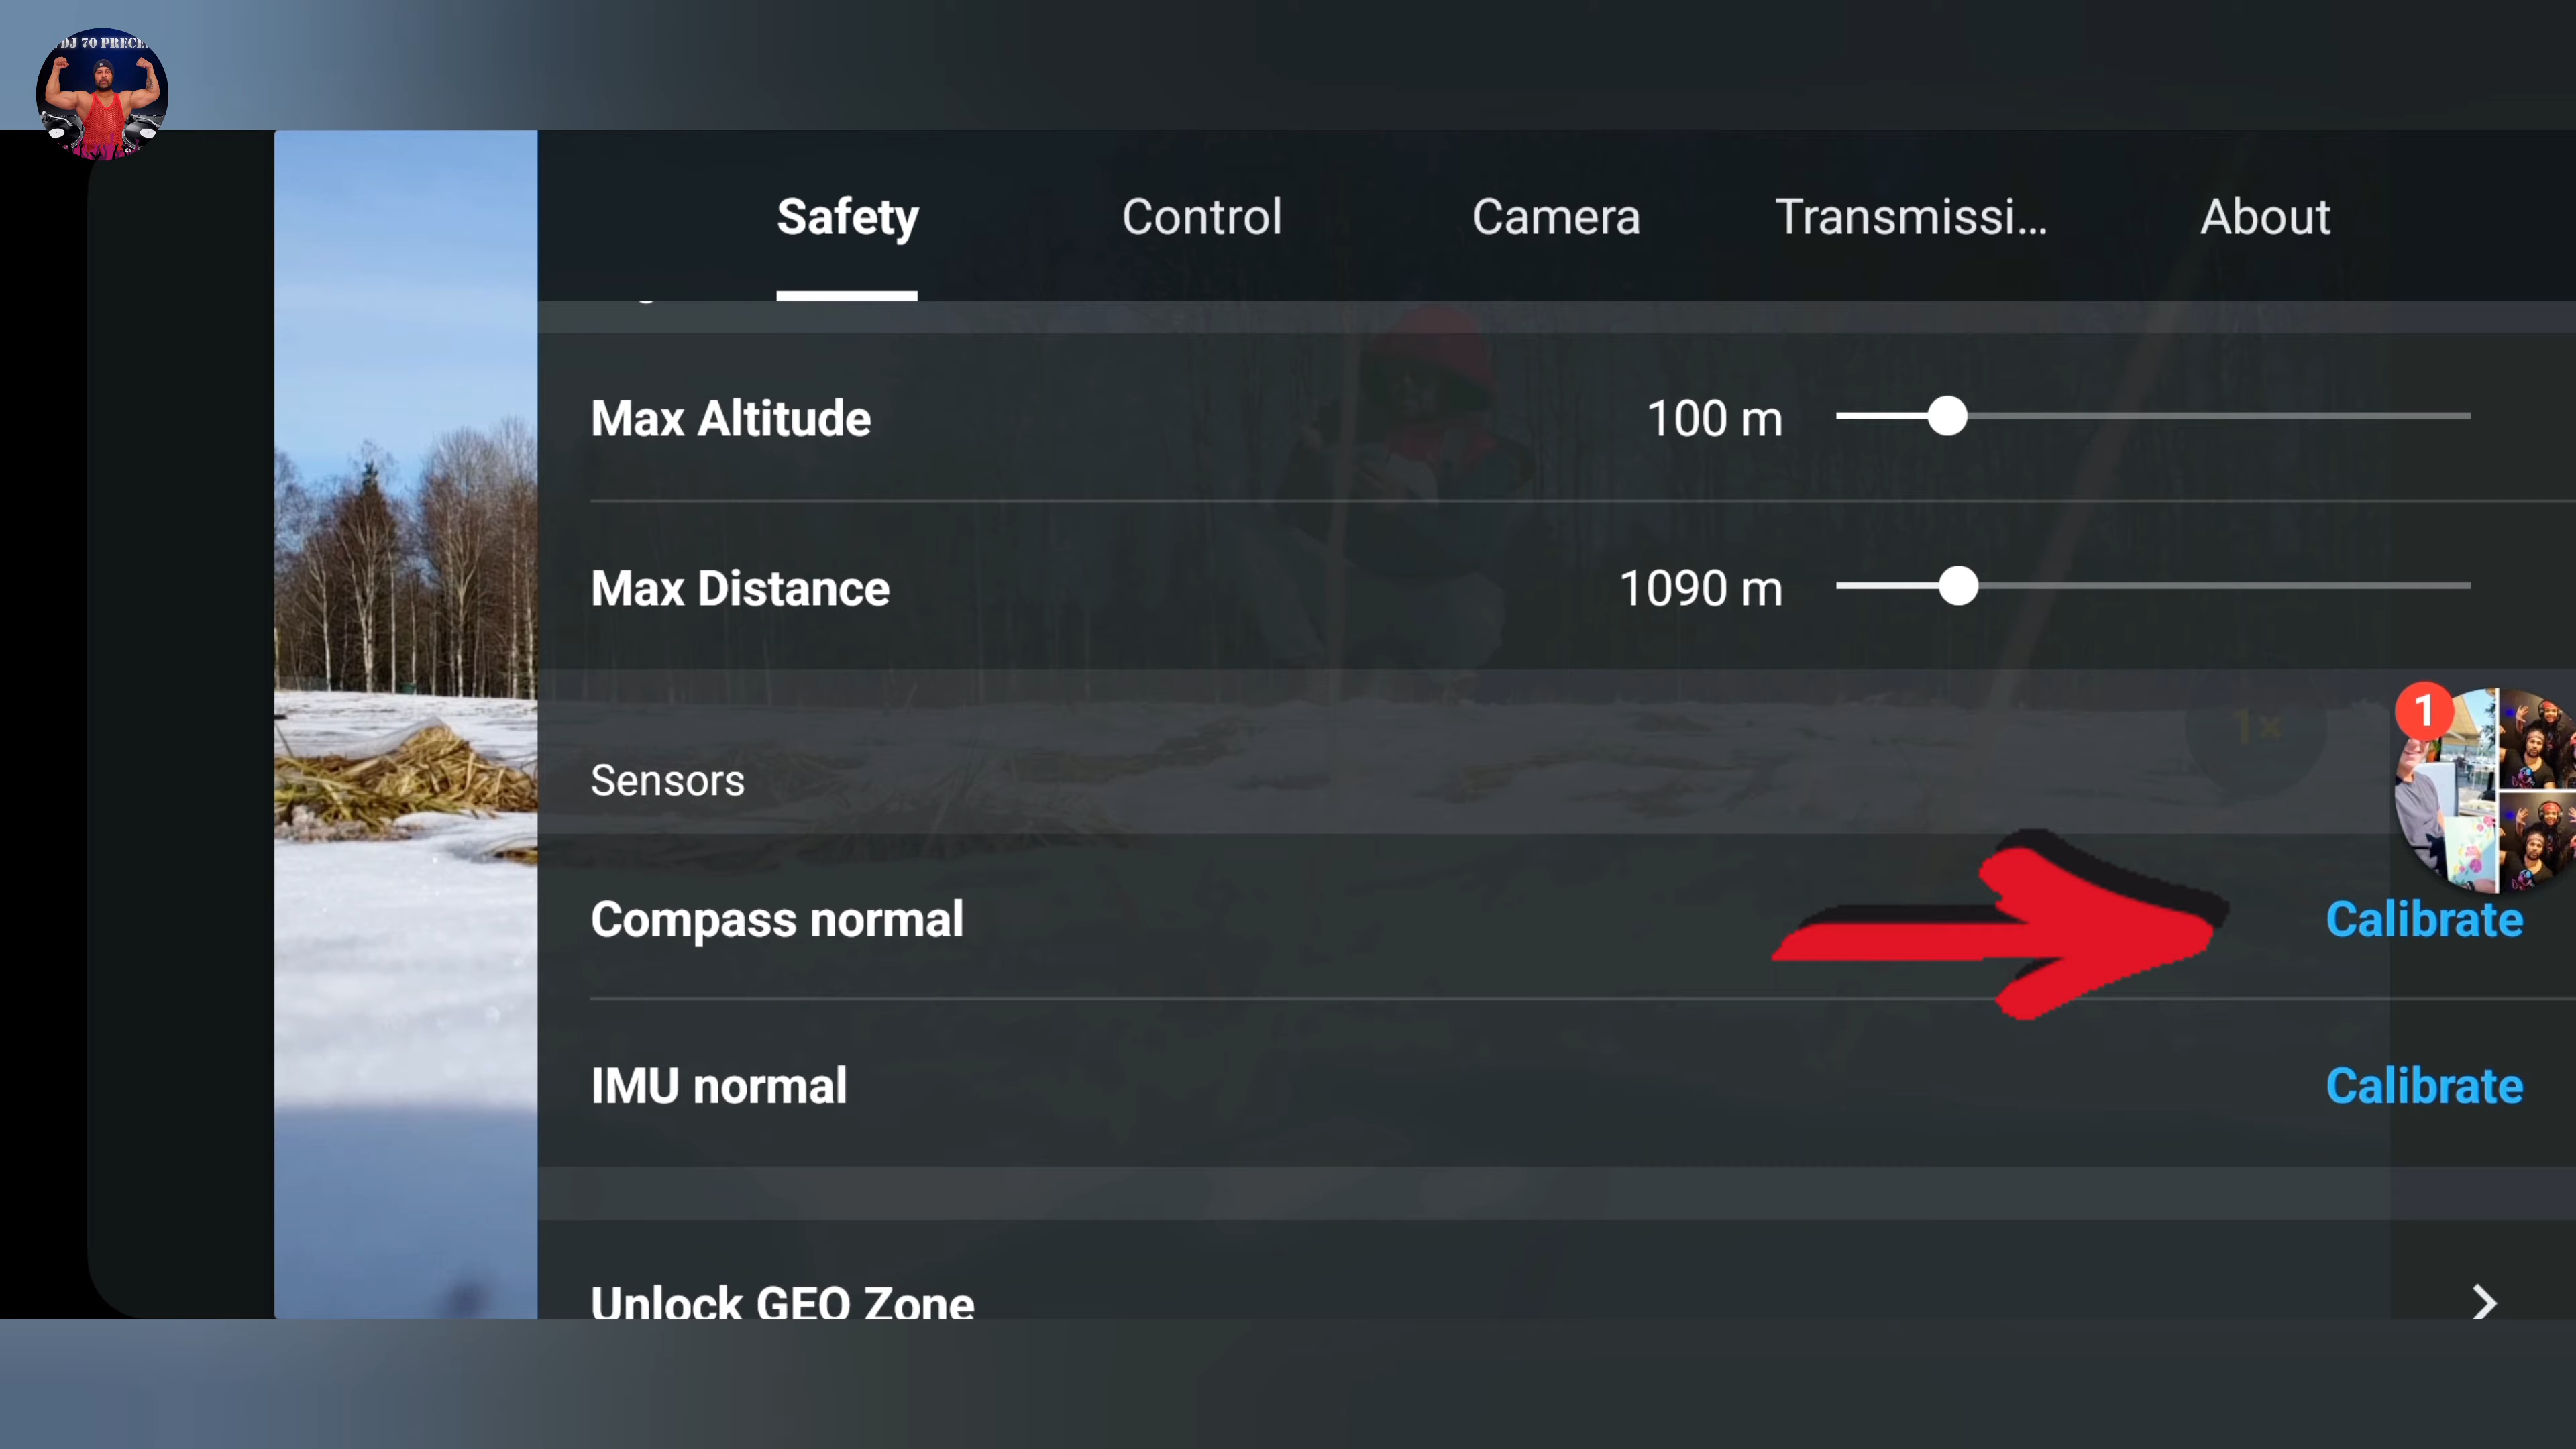 DJ 70 PRECE
Safety
Control
Camera
Transmissi...
About
Max Altitude
100 m
Max Distance
1090 m
1×
Sensors
1
Compass normal
Calibrate
IMU normal
Calibrate
Unlock GEO Zone